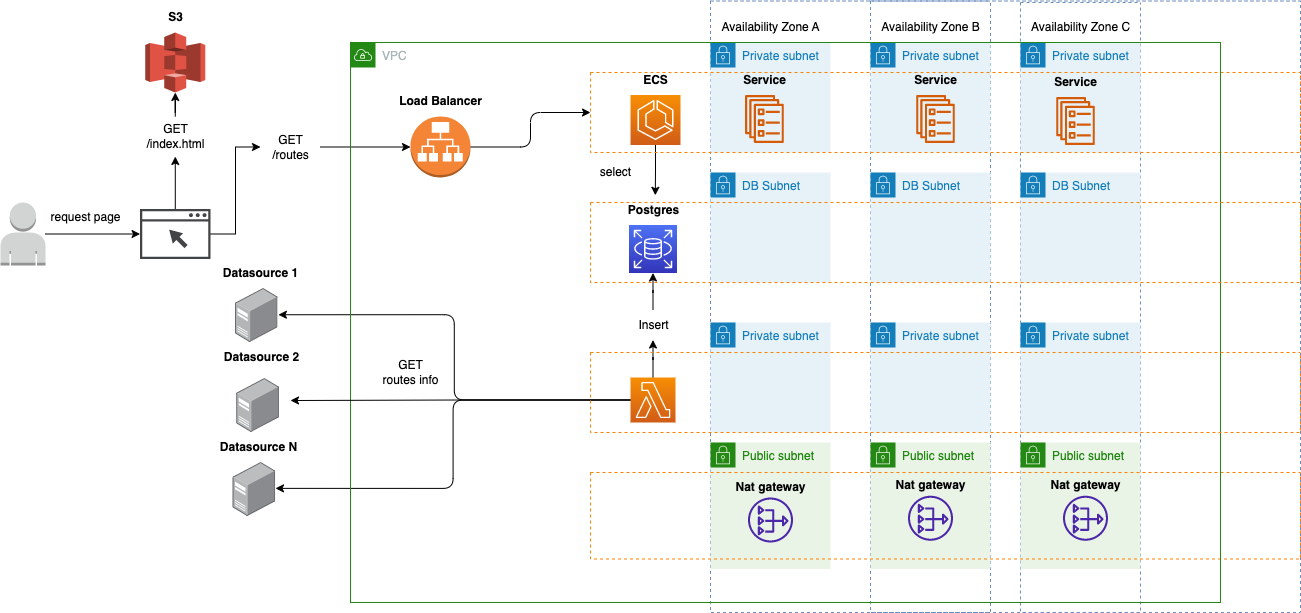 S3
Availability Zone A
Availability Zone B
Availability Zone C
VPC
Private subnet
Private subnet
Private subnet
ECS
Service
Service
Service
Load Balancer
GET
/index.html
GET
/routes
select
DB Subnet
DB Subnet
DB Subnet
request page
Postgres
Datasource 1
Insert
Private subnet
Private subnet
Private subnet
Datasource 2
GET
routes info
Datasource N
Public subnet
Public subnet
Public subnet
Nat gateway
Nat gateway
Nat gateway